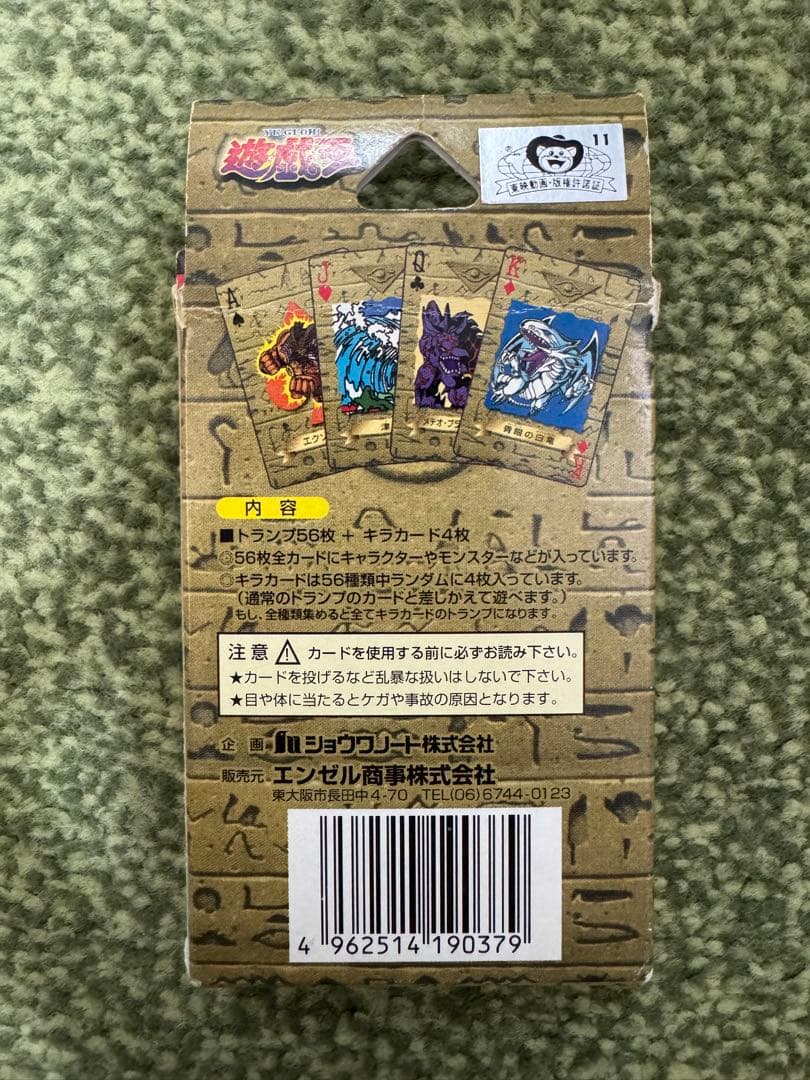 YU-GI-OH!
遊戯王
11
東映動画・版権許諾証
A
J
Q
K
エクゾ
津
メテオ・ブラ
青眼の白龍
K
内容
■トランプ56枚 + キラカード4枚
◎56枚全カードにキャラクターやモンスターなどが入っています。
◎キラカードは56種類中ランダムに4枚入っています。
(通常のトランプのカードと差しかえて遊べます。)
もし、全種類集めると全てキラカードのトランプになります。
注意 ⚠ カードを使用する前に必ずお読み下さい。
★カードを投げるなど乱暴な扱いはしないで下さい。
★目や体に当たるとケガや事故の原因となります。
企画 ショウワノート株式会社
販売元 エンゼル商事株式会社
東大阪市長田中4-70 TEL(06)6744-0123
4 962514 190379